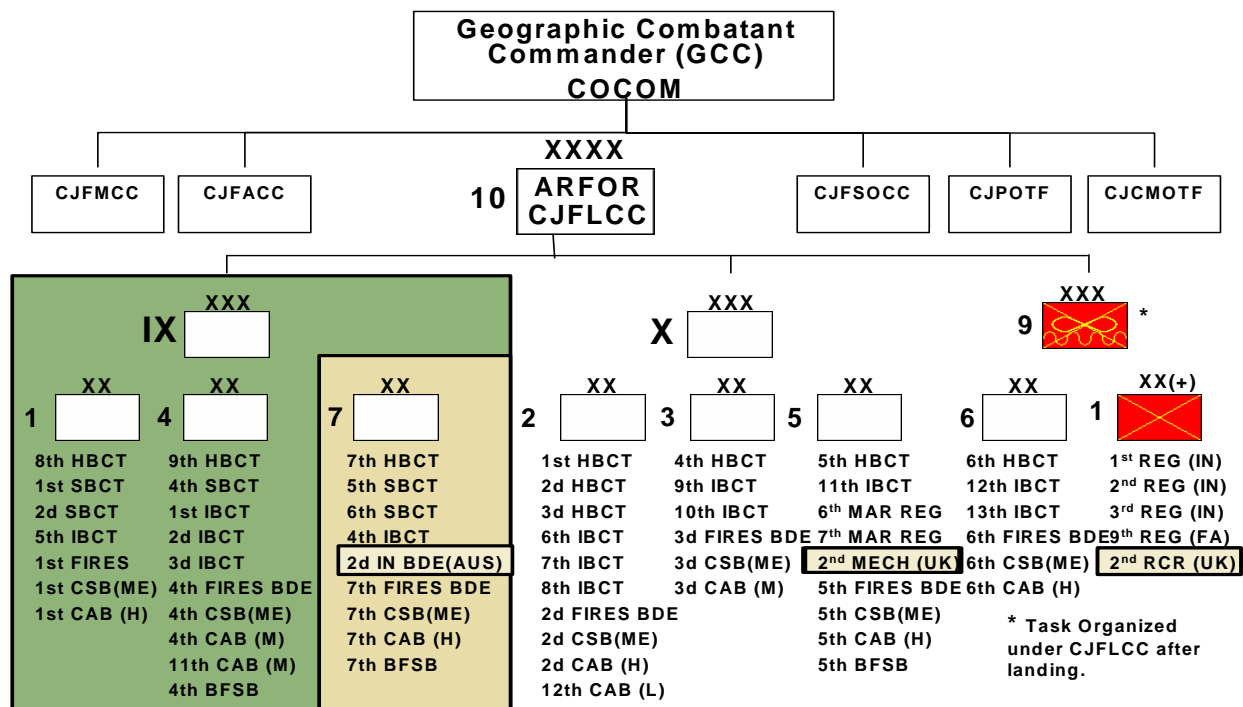 Geographic Combatant
Commander (GCC)
COCOM
CJFMCC
CJFACC
XXXX
10
ARFOR
CJFLCC
CJFSOCC
CJPOTF
CJCMOTF
XXX
IX
XXX
X
XXX
9
*
XX
1
8th HBCT
1st SBCT
2d SBCT
5th IBCT
1st FIRES
1st CSB(ME)
1st CAB (H)
XX
4
9th HBCT
4th SBCT
1st IBCT
2d IBCT
3d IBCT
4th FIRES BDE
4th CSB(ME)
4th CAB (M)
11th CAB (M)
4th BFSB
XX
7
7th HBCT
5th SBCT
6th SBCT
4th IBCT
2d IN BDE(AUS)
7th FIRES BDE
7th CSB(ME)
7th CAB (H)
7th BFSB
XX
2
1st HBCT
2d HBCT
3d HBCT
6th IBCT
7th IBCT
8th IBCT
2d FIRES BDE
2d CSB(ME)
2d CAB (H)
12th CAB (L)
XX
3
4th HBCT
9th IBCT
10th IBCT
3d FIRES BDE
3d CSB(ME)
3d CAB (M)
XX
5
5th HBCT
11th IBCT
6th MAR REG
7th MAR REG
2nd MECH (UK)
5th FIRES BDE
5th CSB(ME)
5th CAB (H)
5th BFSB
XX
6
6th HBCT
12th IBCT
13th IBCT
6th FIRES BDE
6th CSB(ME)
6th CAB (H)
XX(+)
1
1st REG (IN)
2nd REG (IN)
3rd REG (IN)
9th REG (FA)
2nd RCR (UK)
* Task Organized
under CJFLCC after
landing.